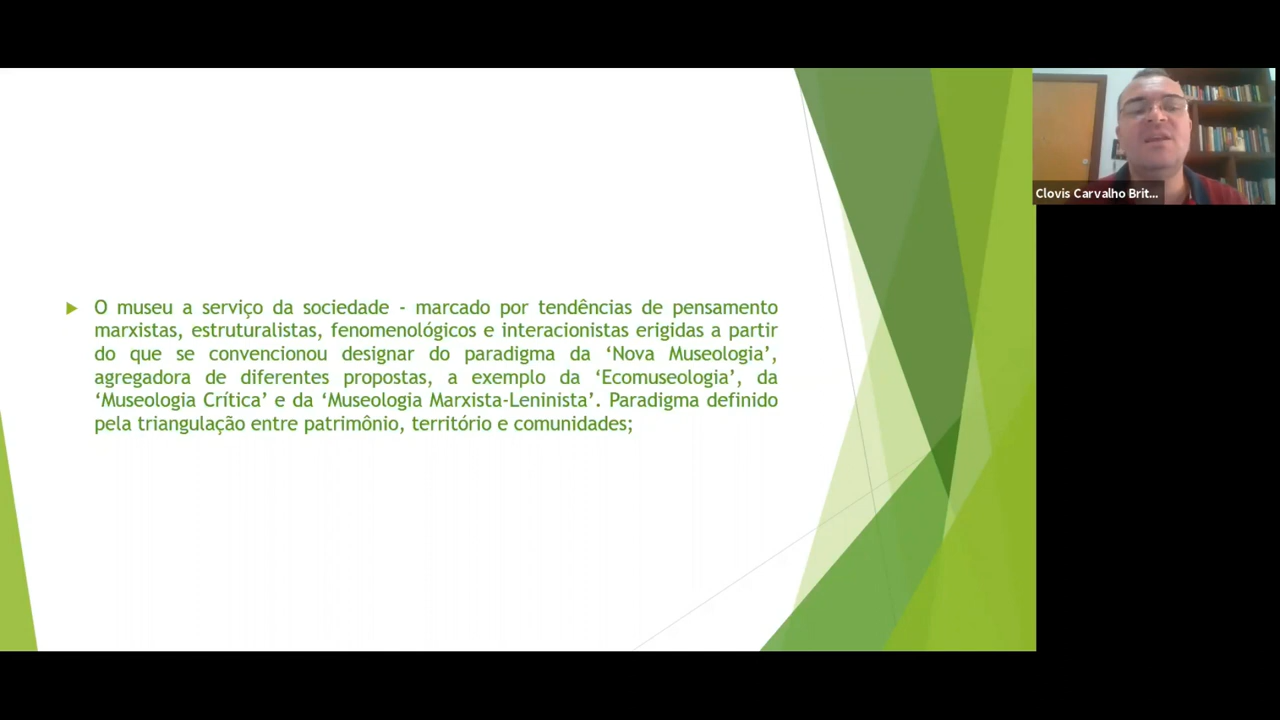 O museu a serviço da sociedade - marcado por tendências de pensamento
marxistas, estruturalistas, fenomenológicos e interacionistas erigidas a partir
do que se convencionou designar do paradigma da ‘Nova Museologia’,
agregadora de diferentes propostas, a exemplo da ‘Ecomuseologia’, da
‘Museologia Crítica’ e da ‘Museologia Marxista-Leninista’. Paradigma definido
pela triangulação entre patrimônio, território e comunidades;
Clovis Carvalho Brit...